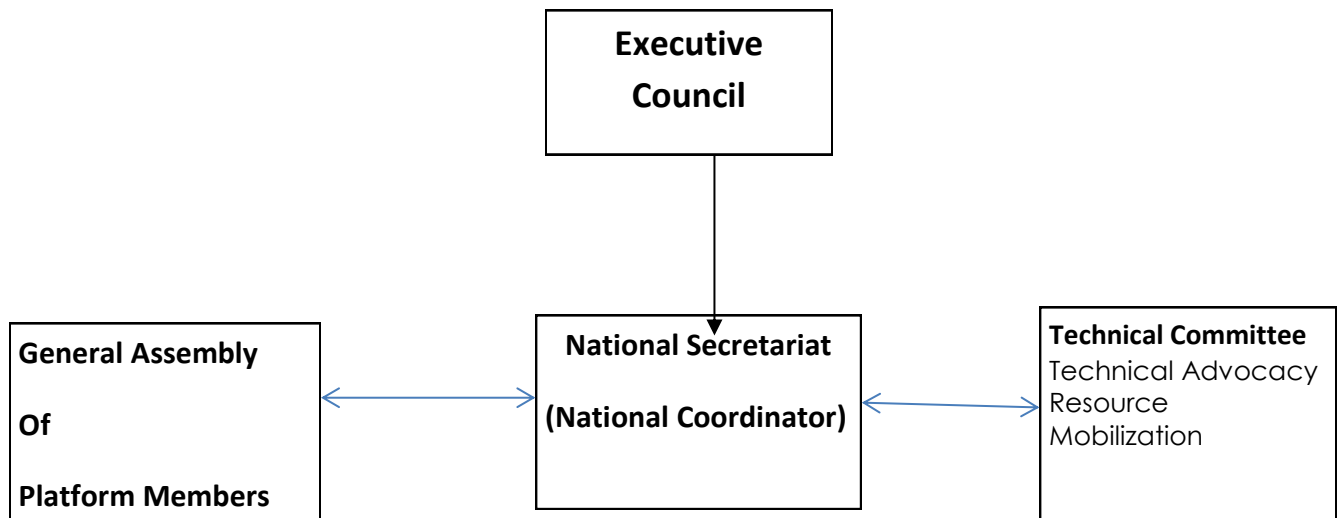 Executive
Council
General Assembly
Of
Platform Members
National Secretariat
(National Coordinator)
Technical Committee
Technical Advocacy
Resource
Mobilization